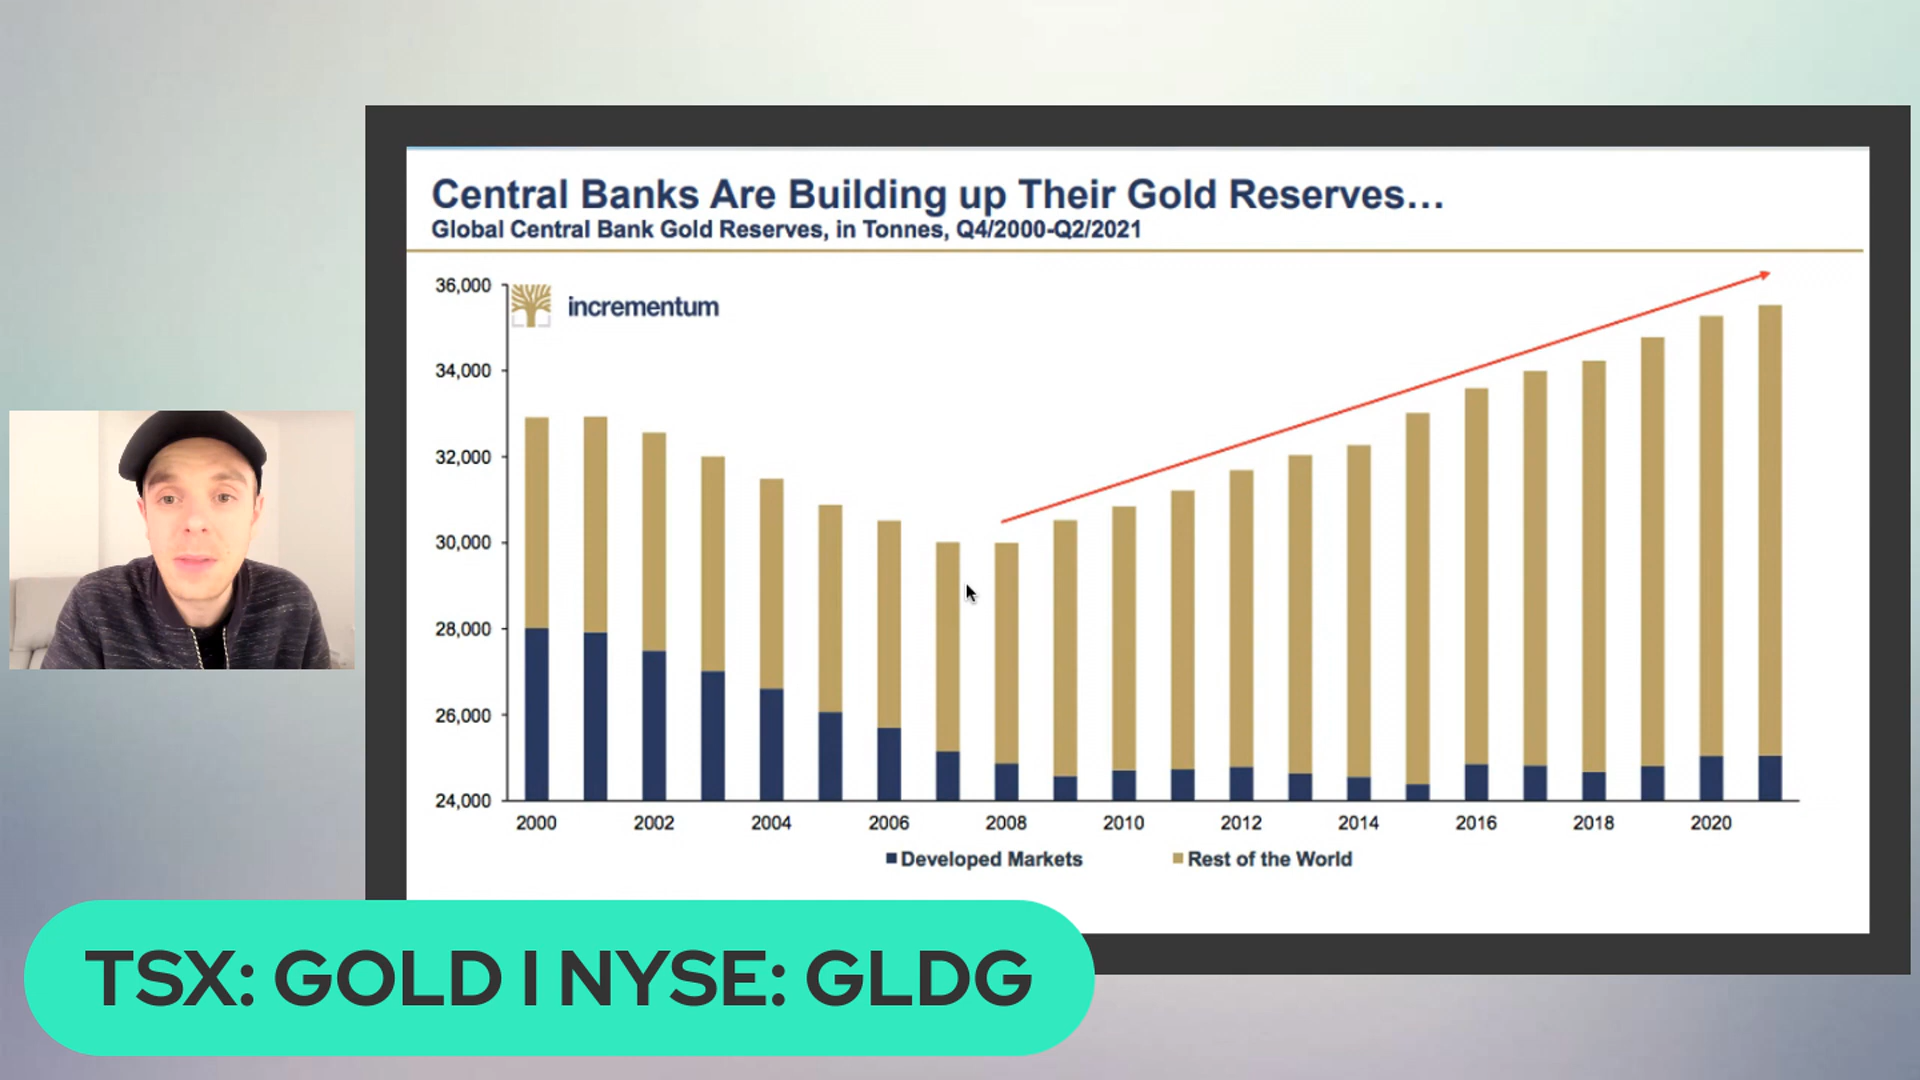 Central Banks Are Building up Their Gold Reserves...
Global Central Bank Gold Reserves, in Tonnes, Q4/2000-Q2/2021
incrementum
36,000
34,000
32,000
30,000
28,000
26,000
24,000
2000 2002 2004 2006 2008 2010 2012 2014 2016 2018 2020
Developed Markets Rest of the World
TSX: GOLD I NYSE: GLDG